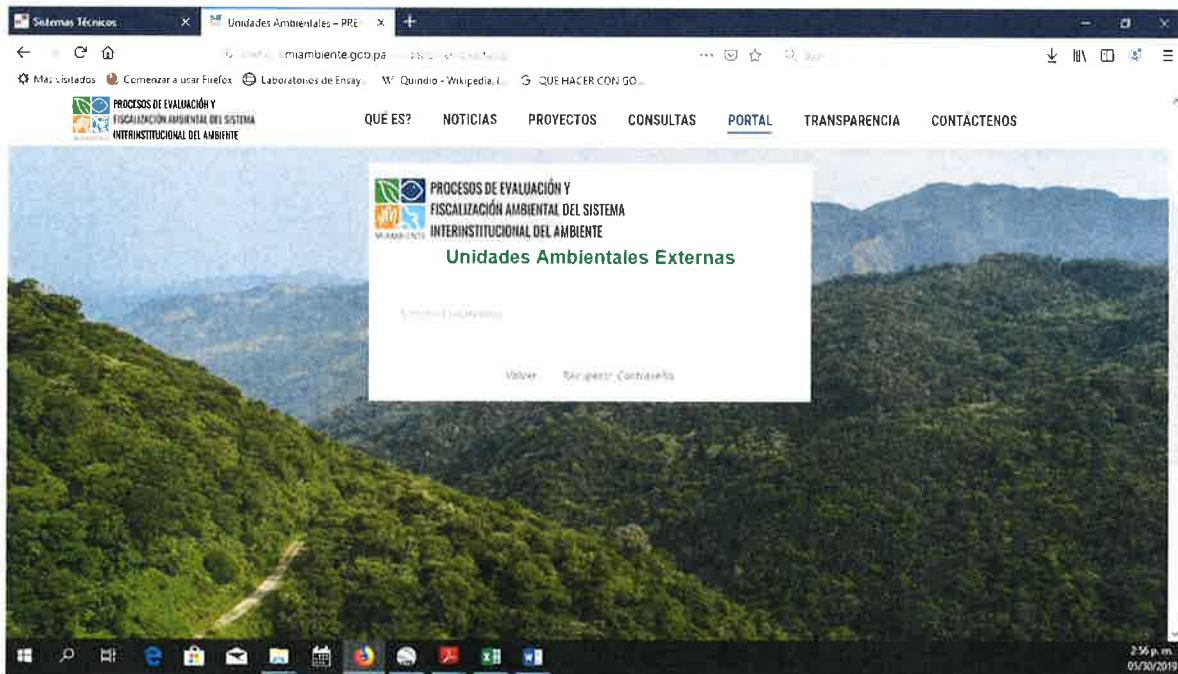 Sistemas Técnicos
Unidades Ambientales – PRE
miambiente.gob.pa
Mas visitados Comenzar a usar Firefox Laboratorios de Ensay... Quindio - Wikipedia, l... QUE HACER CON GO...
PROCESOS DE EVALUACIÓN Y
FISCALIZACIÓN AMBIENTAL DEL SISTEMA
INTERINSTITUCIONAL DEL AMBIENTE
QUÉ ES? NOTICIAS PROYECTOS CONSULTAS PORTAL TRANSPARENCIA CONTÁCTENOS
PROCESOS DE EVALUACIÓN Y
FISCALIZACIÓN AMBIENTAL DEL SISTEMA
INTERINSTITUCIONAL DEL AMBIENTE
MIAMBIENTE
Unidades Ambientales Externas
Volver Recuperar Contraseña
2:56 p. m.
05/30/2019